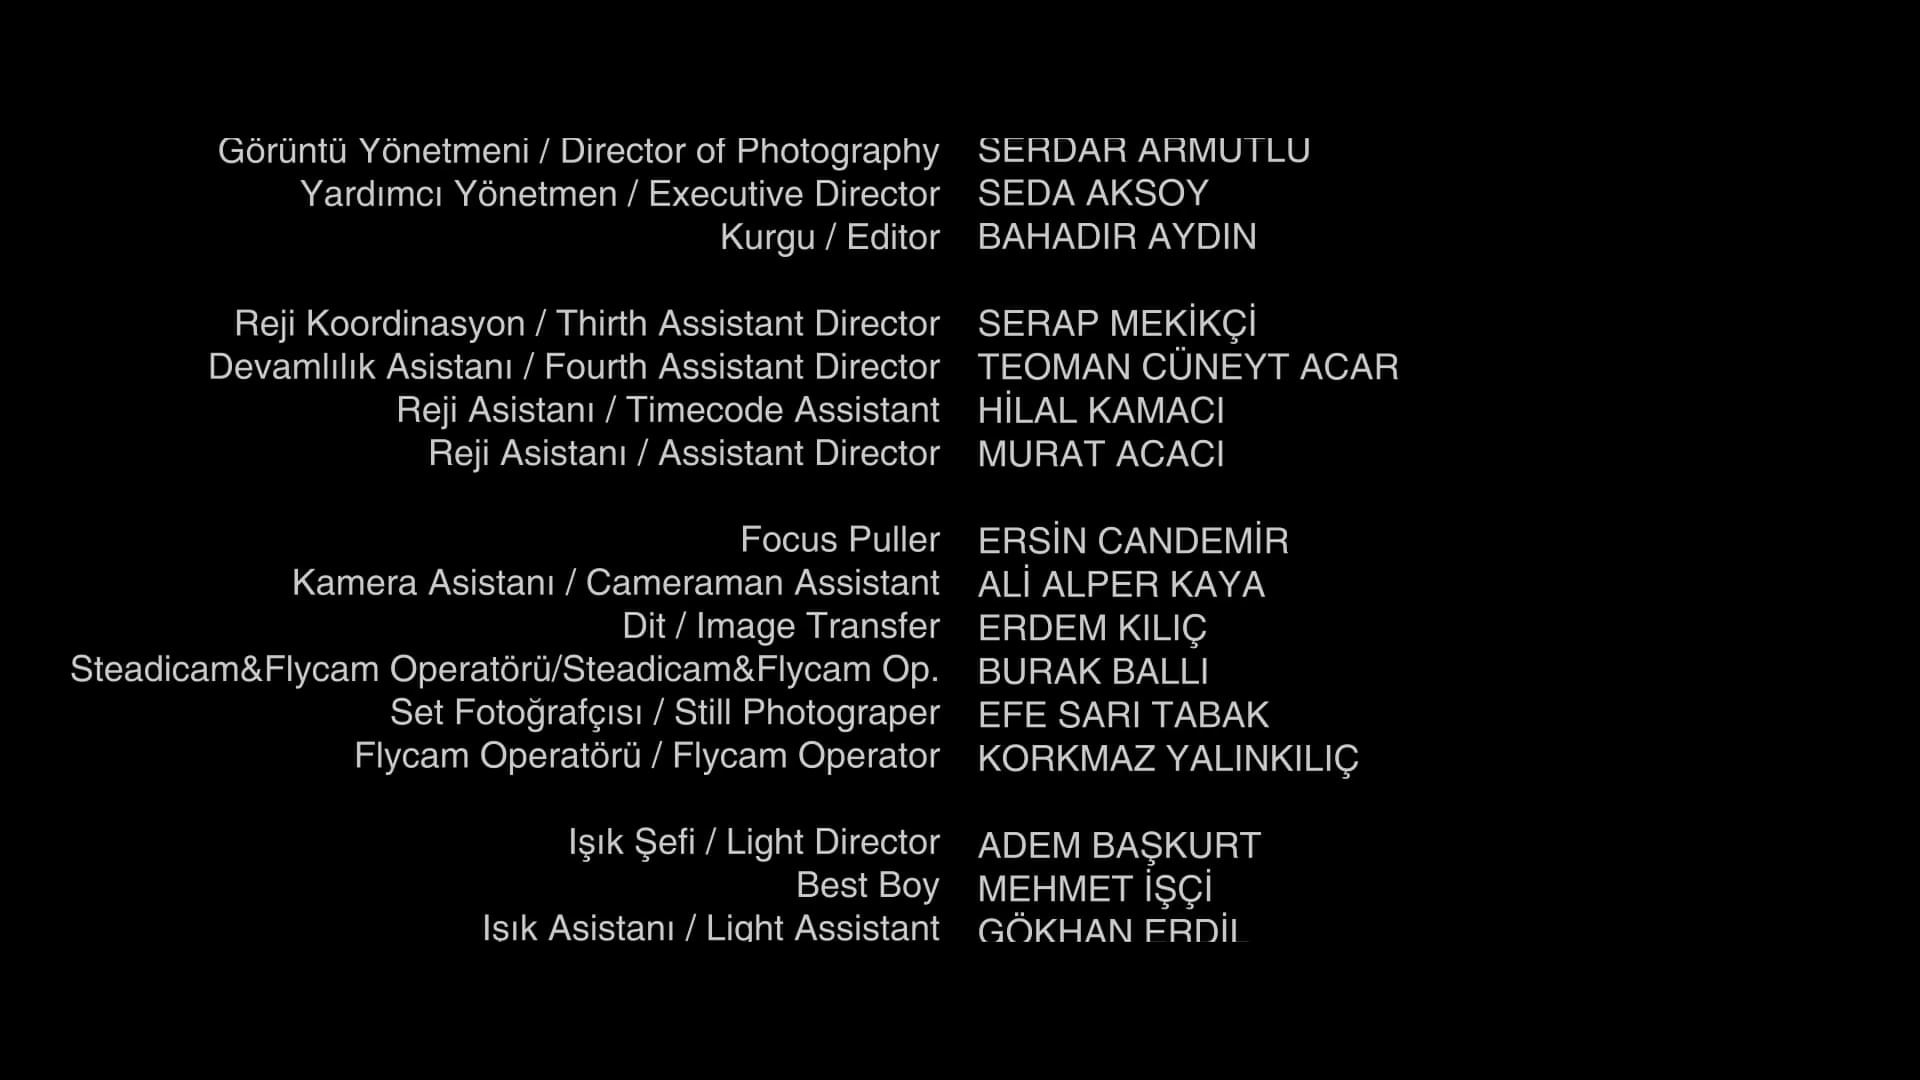 Görüntü Yönetmeni / Director of Photography SERDAR ARMUTLU
Yardımcı Yönetmen / Executive Director SEDA AKSOY
Kurgu / Editor BAHADIR AYDIN
Reji Koordinasyon / Thirth Assistant Director SERAP MEKİKÇİ
Devamlılık Asistanı / Fourth Assistant Director TEOMAN CÜNEYT ACAR
Reji Asistanı / Timecode Assistant HİLAL KAMACI
Reji Asistanı / Assistant Director MURAT ACACI
Focus Puller ERSİN CANDEMİR
Kamera Asistanı / Cameraman Assistant ALİ ALPER KAYA
Dit / Image Transfer ERDEM KILIÇ
Steadicam&Flycam Operatörü/Steadicam&Flycam Op. BURAK BALLI
Set Fotoğrafçısı / Still Photograper EFE SARI TABAK
Flycam Operatörü / Flycam Operator KORKMAZ YALINKILIÇ
Işık Şefi / Light Director ADEM BAŞKURT
Best Boy MEHMET İŞÇİ
Işık Asistanı / Light Assistant GÖKHAN ERDİL